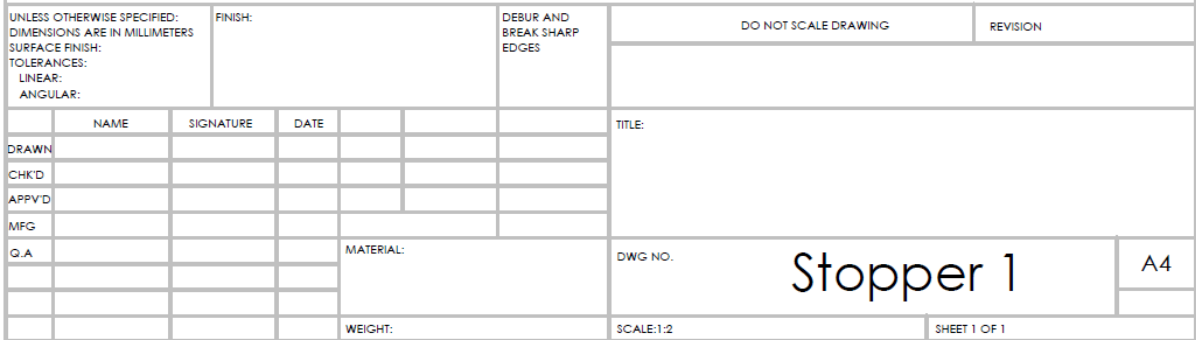 UNLESS OTHERWISE SPECIFIED:
DIMENSIONS ARE IN MILLIMETERS
SURFACE FINISH:
TOLERANCES:
LINEAR:
ANGULAR:
FINISH:
DEBUR AND
BREAK SHARP
EDGES
DO NOT SCALE DRAWING
REVISION
NAME
SIGNATURE
DATE
TITLE:
DRAWN
CHK'D
APPV'D
MFG
Q.A
MATERIAL:
DWG NO.
Stopper 1
A4
WEIGHT:
SCALE:1:2
SHEET 1 OF 1